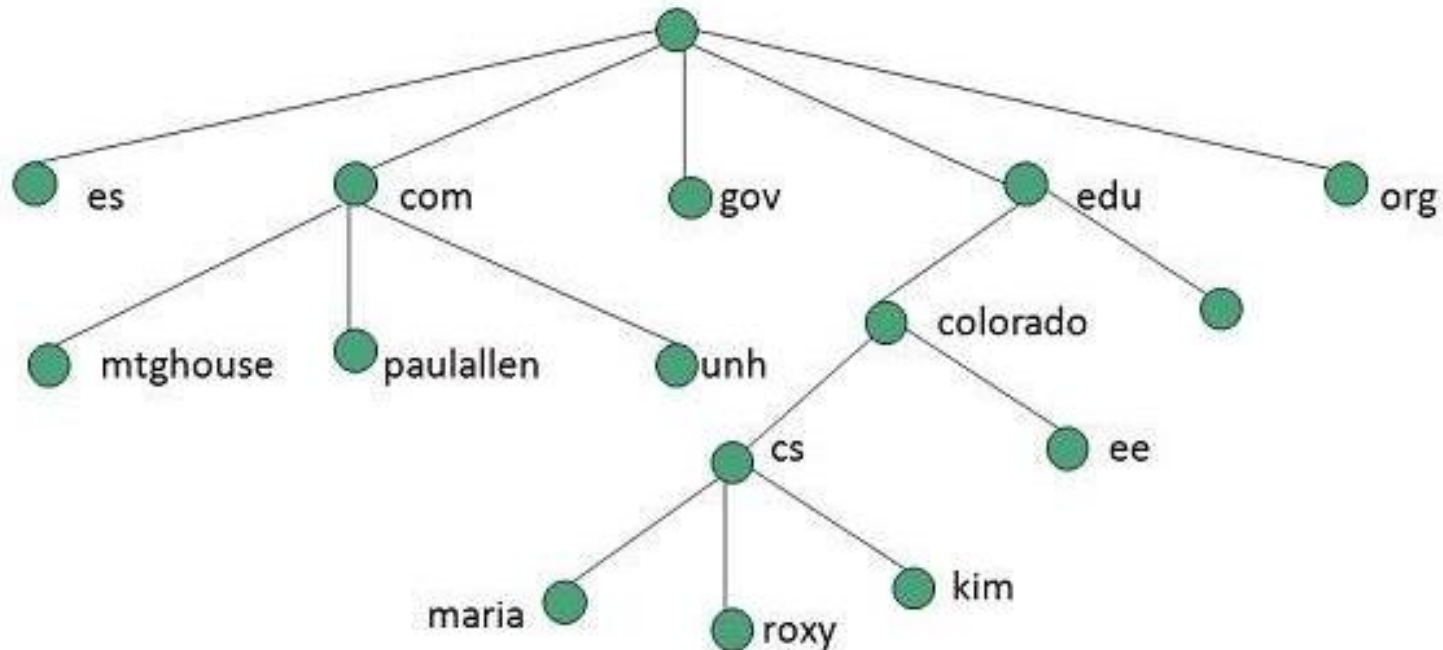 es
com
gov
edu
org
mtghouse
paulallen
unh
colorado
cs
ee
maria
roxy
kim